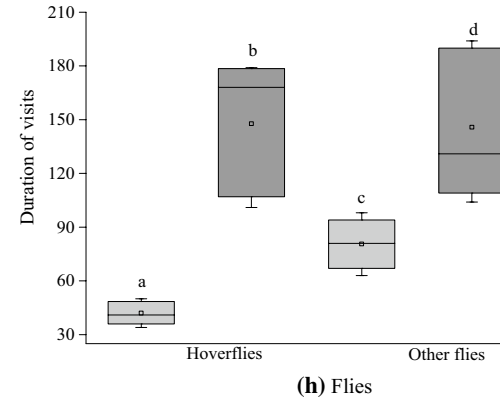 210
180
150
120
90
60
30
Duration of visits
a
b
c
d
Hoverflies Other flies
(h) Flies